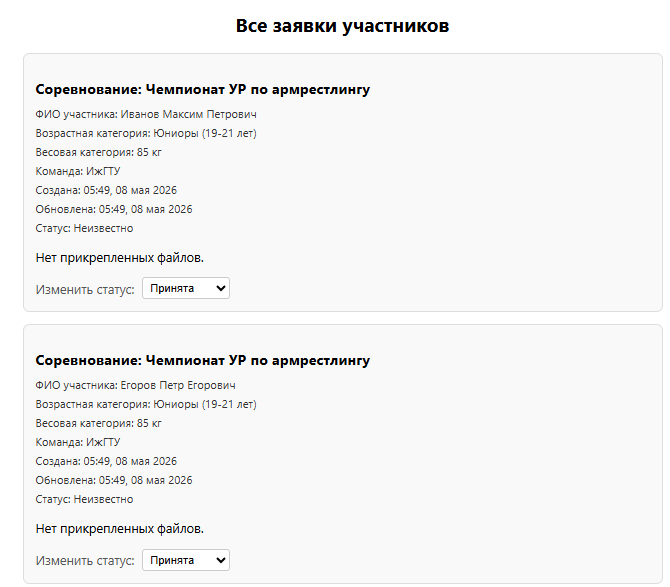 Все заявки участников
Соревнование: Чемпионат УР по армрестлингу
ФИО участника: Иванов Максим Петрович
Возрастная категория: Юниоры (19-21 лет)
Весовая категория: 85 кг
Команда: ИжГТУ
Создана: 05:49, 08 мая 2026
Обновлена: 05:49, 08 мая 2026
Статус: Неизвестно
Нет прикрепленных файлов.
Изменить статус: Принята
Соревнование: Чемпионат УР по армрестлингу
ФИО участника: Егоров Петр Егорович
Возрастная категория: Юниоры (19-21 лет)
Весовая категория: 85 кг
Команда: ИжГТУ
Создана: 05:49, 08 мая 2026
Обновлена: 05:49, 08 мая 2026
Статус: Неизвестно
Нет прикрепленных файлов.
Изменить статус: Принята